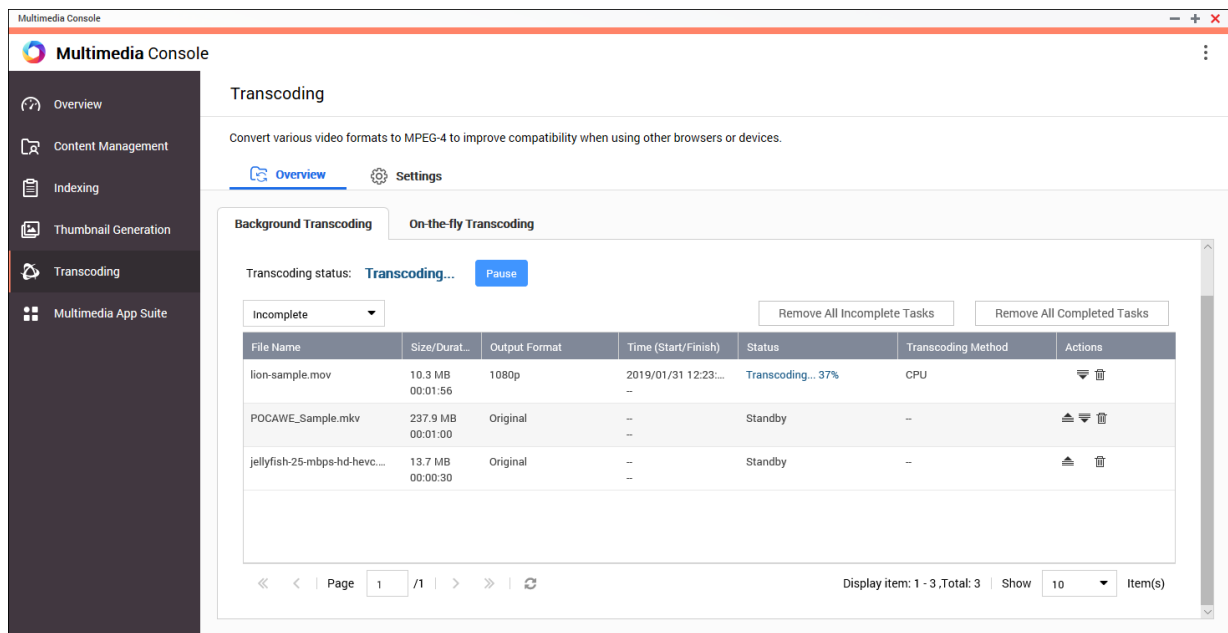 Multimedia Console
Multimedia Console
Overview
Content Management
Indexing
Thumbnail Generation
Transcoding
Multimedia App Suite
Transcoding
Convert various video formats to MPEG-4 to improve compatibility when using other browsers or devices.
Overview Settings
Background Transcoding On-the-fly Transcoding
Transcoding status: Transcoding... Pause
Incomplete Remove All Incomplete Tasks Remove All Completed Tasks
File Name Size/Durat... Output Format Time (Start/Finish) Status Transcoding Method Actions
lion-sample.mov 10.3 MB 1080p 2019/01/31 12:23:... Transcoding... 37% CPU
00:01:56 --
POCAWE_Sample.mkv 237.9 MB Original -- Standby --
00:01:00 --
jellyfish-25-mbps-hd-hevc.... 13.7 MB Original -- Standby --
00:00:30 --
Page 1 /1 Display item: 1 - 3 ,Total: 3 Show 10 Item(s)